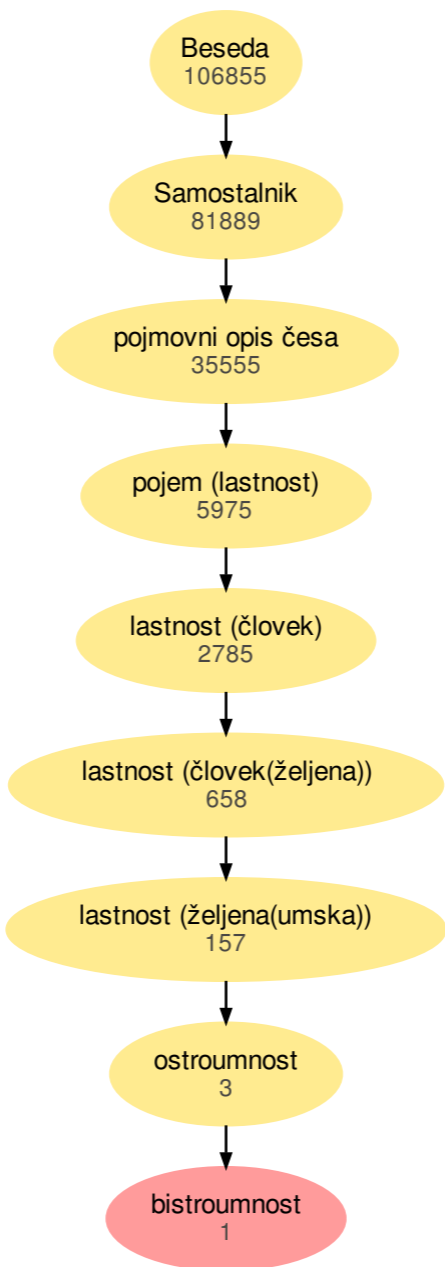 Beseda
106855
Samostalnik
81889
pojmovni opis česa
35555
pojem (lastnost)
5975
lastnost (človek)
2785
lastnost (človek(željena))
658
lastnost (željena(umska))
157
ostroumnost
3
bistroumnost
1